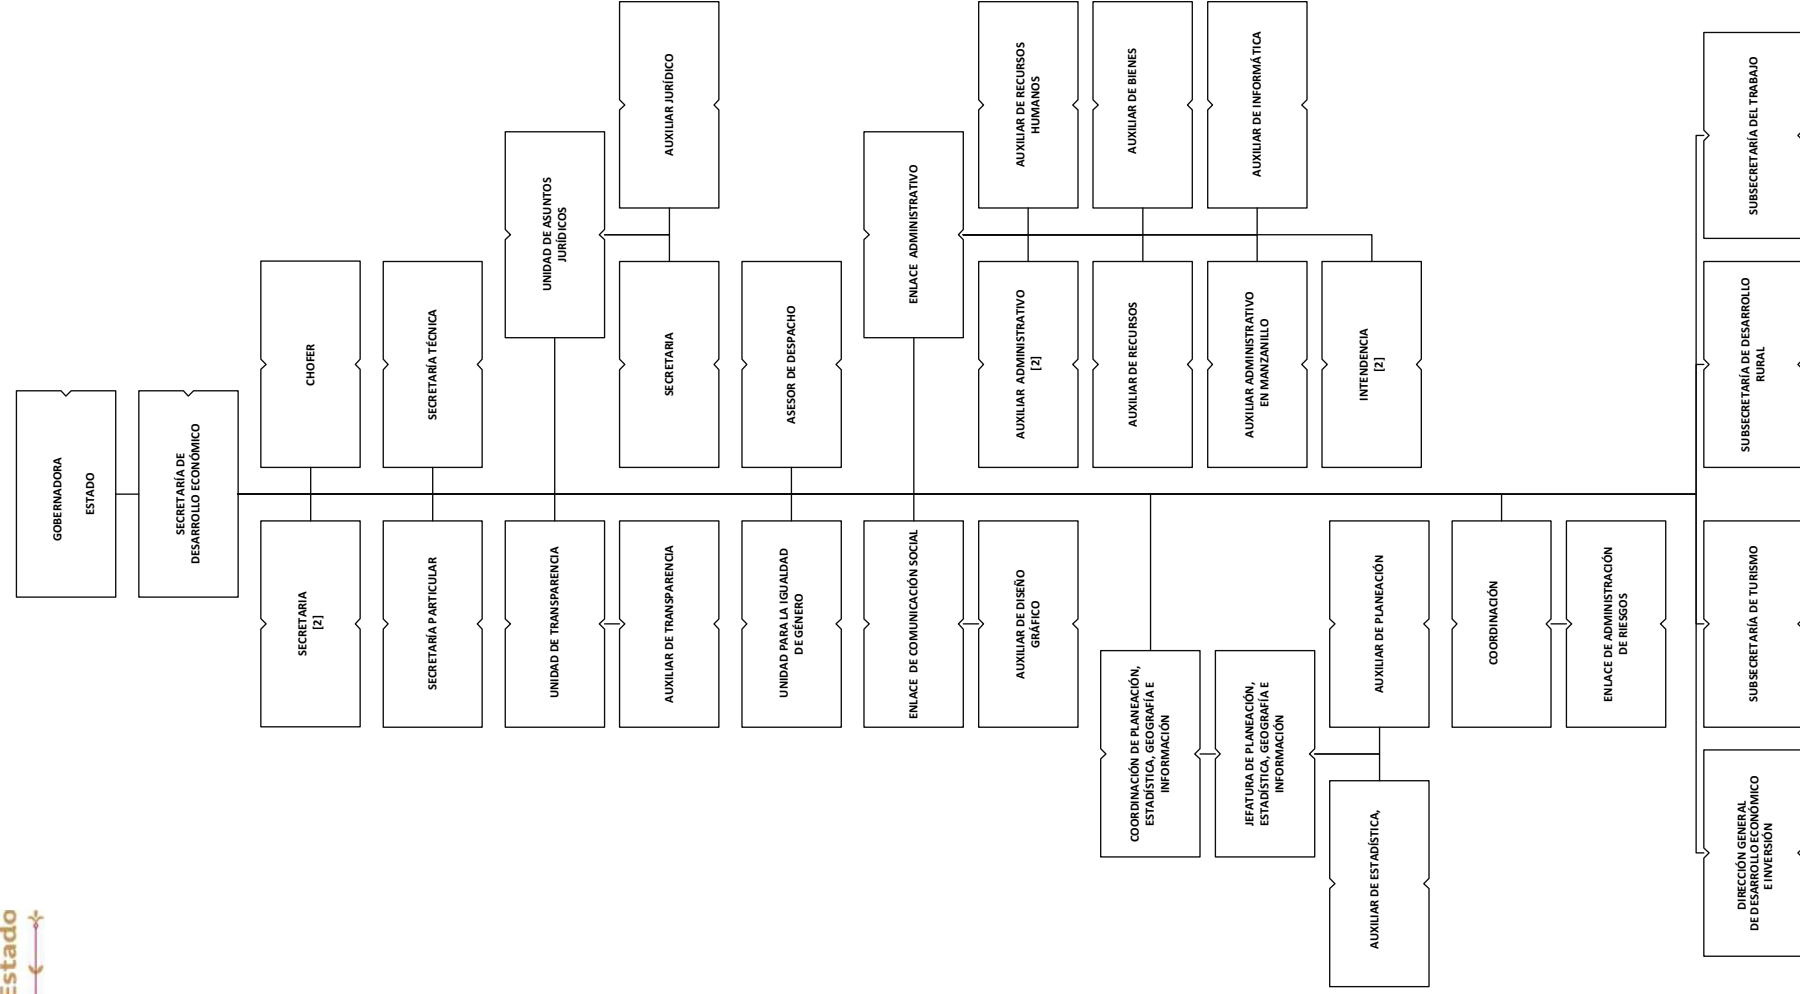 GOBERNADORA
ESTADO
SECRETARÍA DE
DESARROLLO ECONÓMICO
SECRETARIA
[2]
CHOFER
SECRETARÍA PARTICULAR
SECRETARÍA TÉCNICA
UNIDAD DE TRANSPARENCIA
UNIDAD DE ASUNTOS
JURÍDICOS
AUXILIAR DE TRANSPARENCIA
SECRETARIA
AUXILIAR JURÍDICO
UNIDAD PARA LA IGUALDAD
DE GÉNERO
ASESOR DE DESPACHO
ENLACE DE COMUNICACIÓN SOCIAL
ENLACE ADMINISTRATIVO
AUXILIAR DE DISEÑO
GRÁFICO
AUXILIAR ADMINISTRATIVO
[2]
AUXILIAR DE RECURSOS
HUMANOS
AUXILIAR DE RECURSOS
AUXILIAR DE BIENES
AUXILIAR ADMINISTRATIVO
EN MANZANILLO
AUXILIAR DE INFORMÁTICA
INTENDENCIA
[2]
COORDINACIÓN DE PLANEACIÓN,
ESTADÍSTICA, GEOGRAFÍA E
INFORMACIÓN
JEFATURA DE PLANEACIÓN,
ESTADÍSTICA, GEOGRAFÍA E
INFORMACIÓN
AUXILIAR DE ESTADÍSTICA,
AUXILIAR DE PLANEACIÓN
COORDINACIÓN
ENLACE DE ADMINISTRACIÓN
DE RIESGOS
DIRECCIÓN GENERAL
DE DESARROLLO ECONÓMICO
E INVERSIÓN
SUBSECRETARÍA DE TURISMO
SUBSECRETARÍA DE DESARROLLO
RURAL
SUBSECRETARÍA DEL TRABAJO
Estado